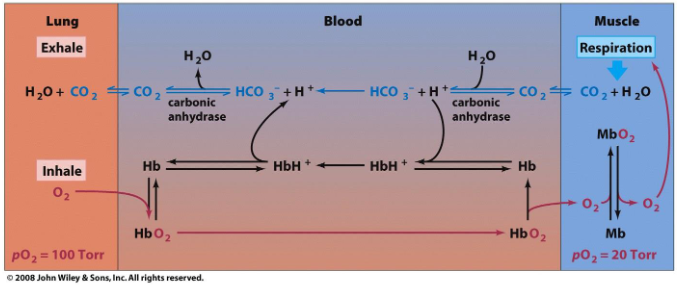 Lung
Blood
Muscle
Exhale
H2O
H2O
Respiration
H2O + CO2
CO2
HCO3− + H+
HCO3− + H+
CO2
CO2 + H2O
carbonic
anhydrase
carbonic
anhydrase
MbO2
Inhale
Hb
HbH+
HbH+
Hb
O2
O2
O2
HbO2
HbO2
Mb
pO2 = 100 Torr
pO2 = 20 Torr
© 2008 John Wiley & Sons, Inc. All rights reserved.